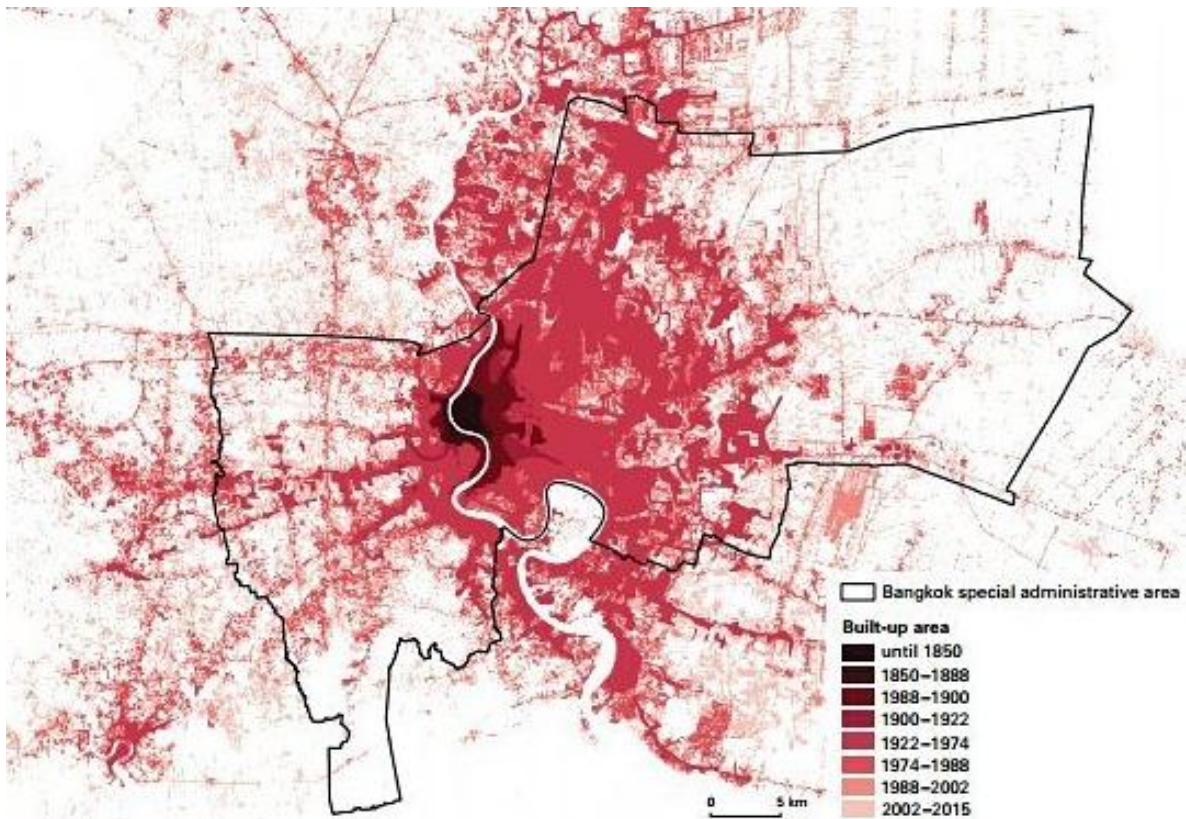 Bangkok special administrative area
Built-up area
until 1850
1850–1888
1988–1900
1900–1922
1922–1974
1974–1988
1988–2002
2002–2015
0 5 km